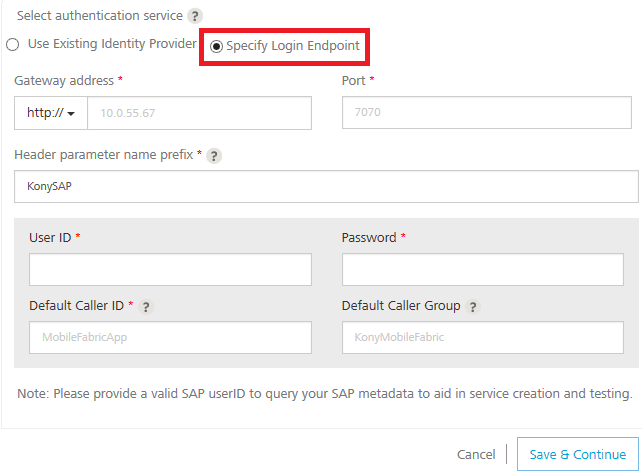 Select authentication service ?
Use Existing Identity Provider Specify Login Endpoint
Gateway address * Port *
http:// 10.0.55.67 7070
Header parameter name prefix * ?
KonySAP
User ID * Password *
Default Caller ID * ? Default Caller Group ?
MobileFabricApp KonyMobileFabric
Note: Please provide a valid SAP userID to query your SAP metadata to aid in service creation and testing.
Cancel Save & Continue